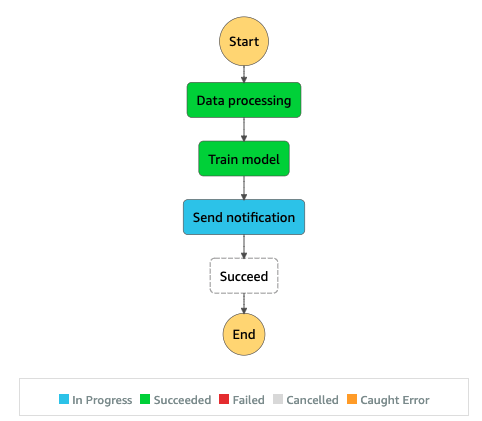 Start
Data processing
Train model
Send notification
Succeed
End
In Progress Succeeded Failed Cancelled Caught Error